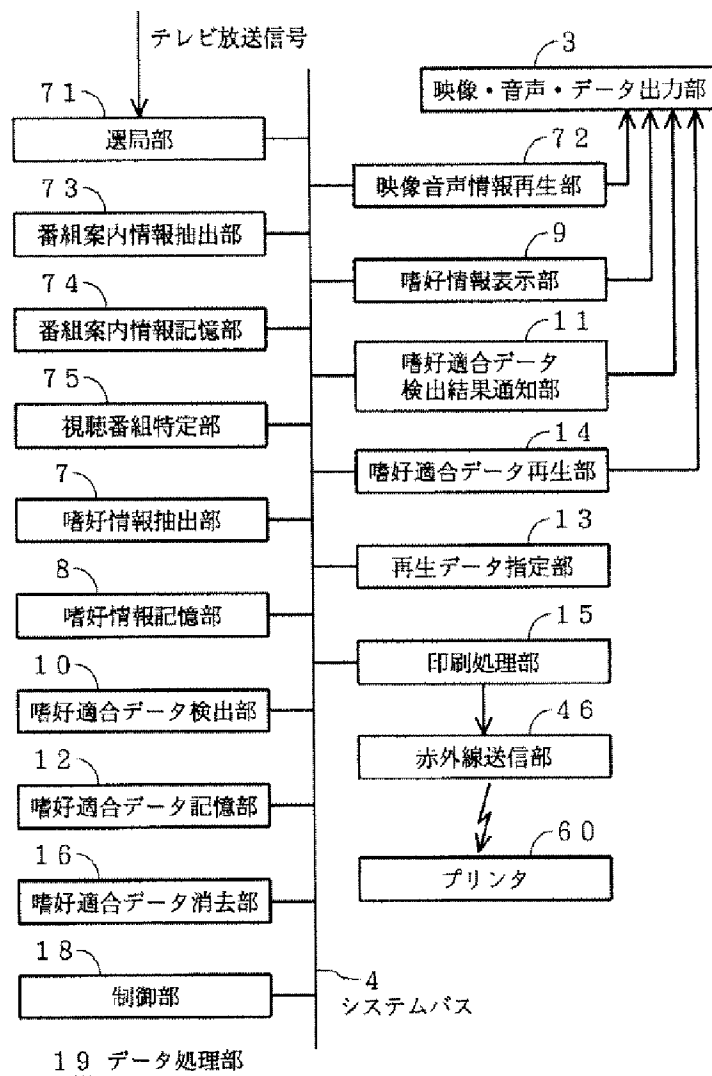 テレビ放送信号
71
選局部
73
番組案内情報抽出部
74
番組案内情報記憶部
75
視聴番組特定部
7
嗜好情報抽出部
8
嗜好情報記憶部
10
嗜好適合データ検出部
12
嗜好適合データ記憶部
16
嗜好適合データ消去部
18
制御部
19 データ処理部
3
映像・音声・データ出力部
72
映像音声情報再生部
9
嗜好情報表示部
11
嗜好適合データ
検出結果通知部
14
嗜好適合データ再生部
13
再生データ指定部
15
印刷処理部
46
赤外線送信部
60
プリンタ
4
システムバス